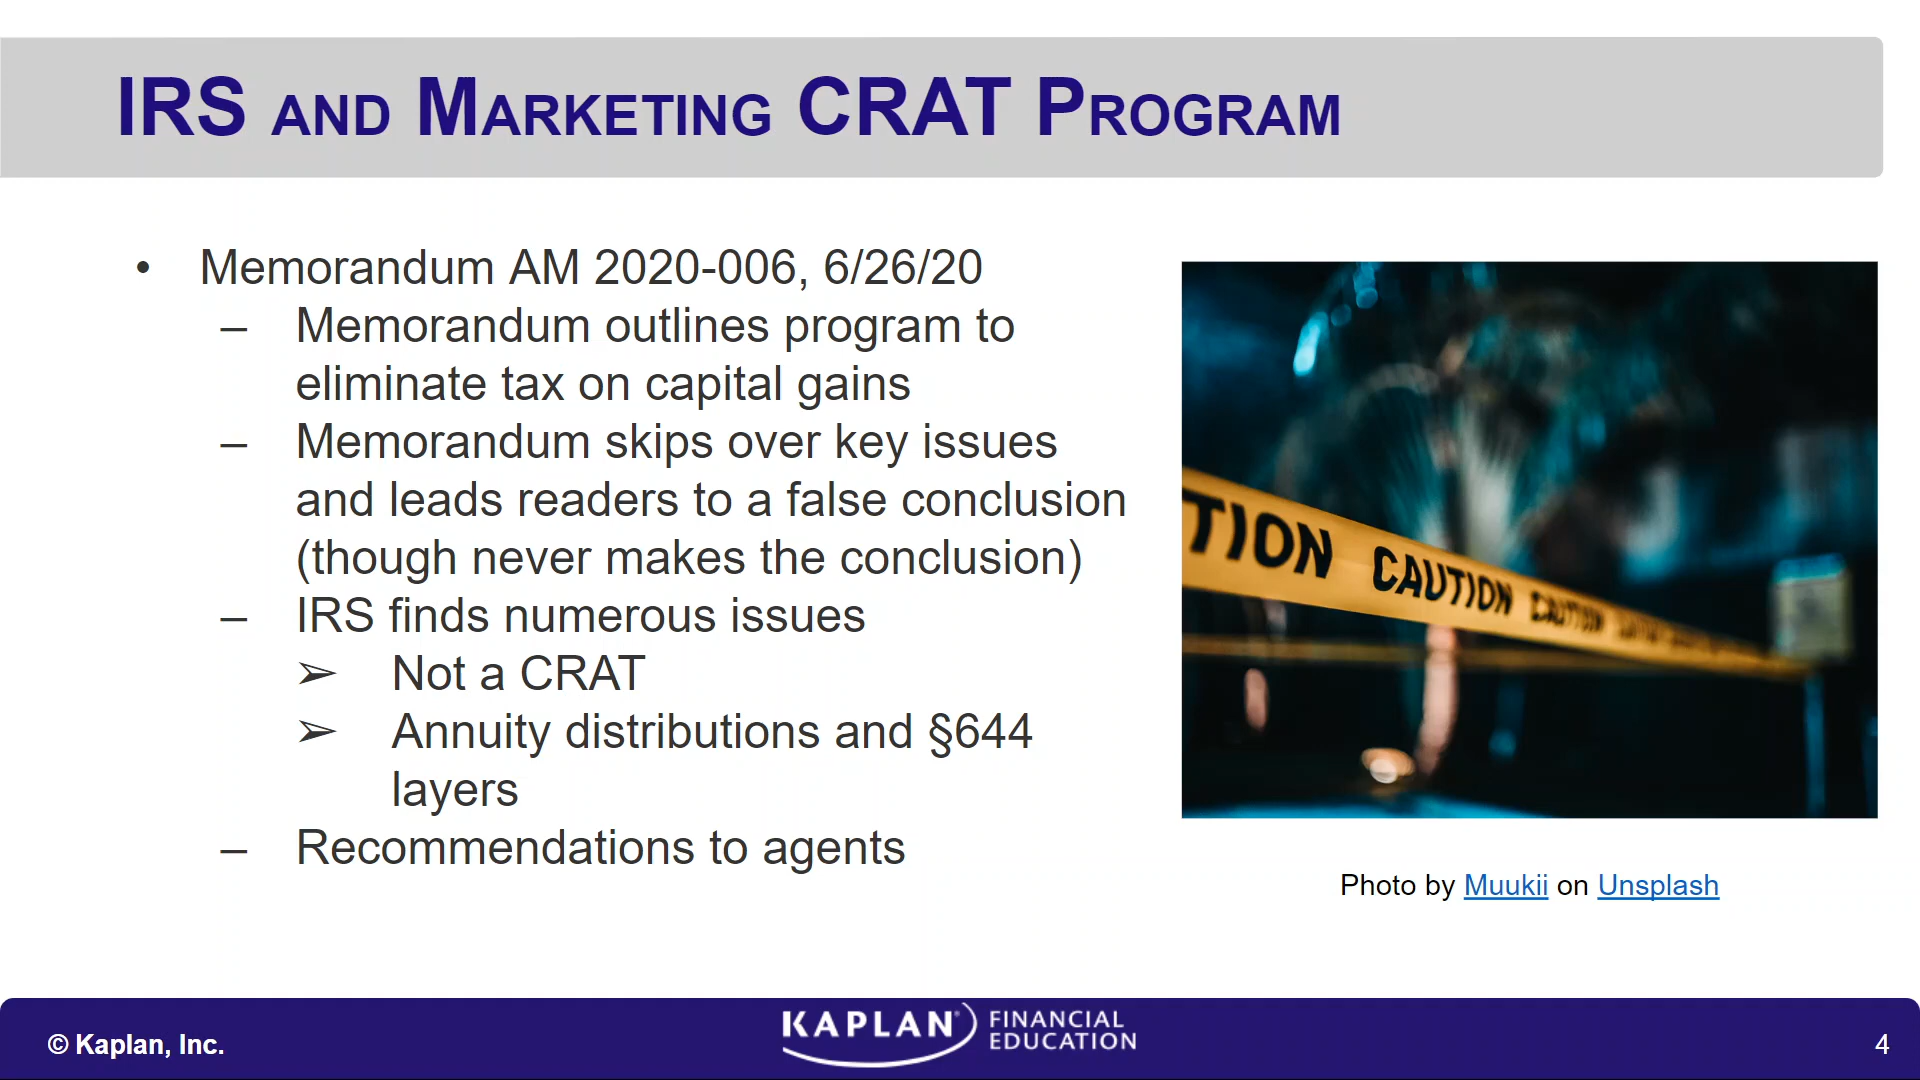 IRS AND MARKETING CRAT PROGRAM
• Memorandum AM 2020-006, 6/26/20
– Memorandum outlines program to
eliminate tax on capital gains
– Memorandum skips over key issues
and leads readers to a false conclusion
(though never makes the conclusion)
– IRS finds numerous issues
➢ Not a CRAT
➢ Annuity distributions and §644
layers
– Recommendations to agents
TION CAUTION CAUTION
Photo by Muukii on Unsplash
© Kaplan, Inc.
KAPLAN FINANCIAL
EDUCATION
4